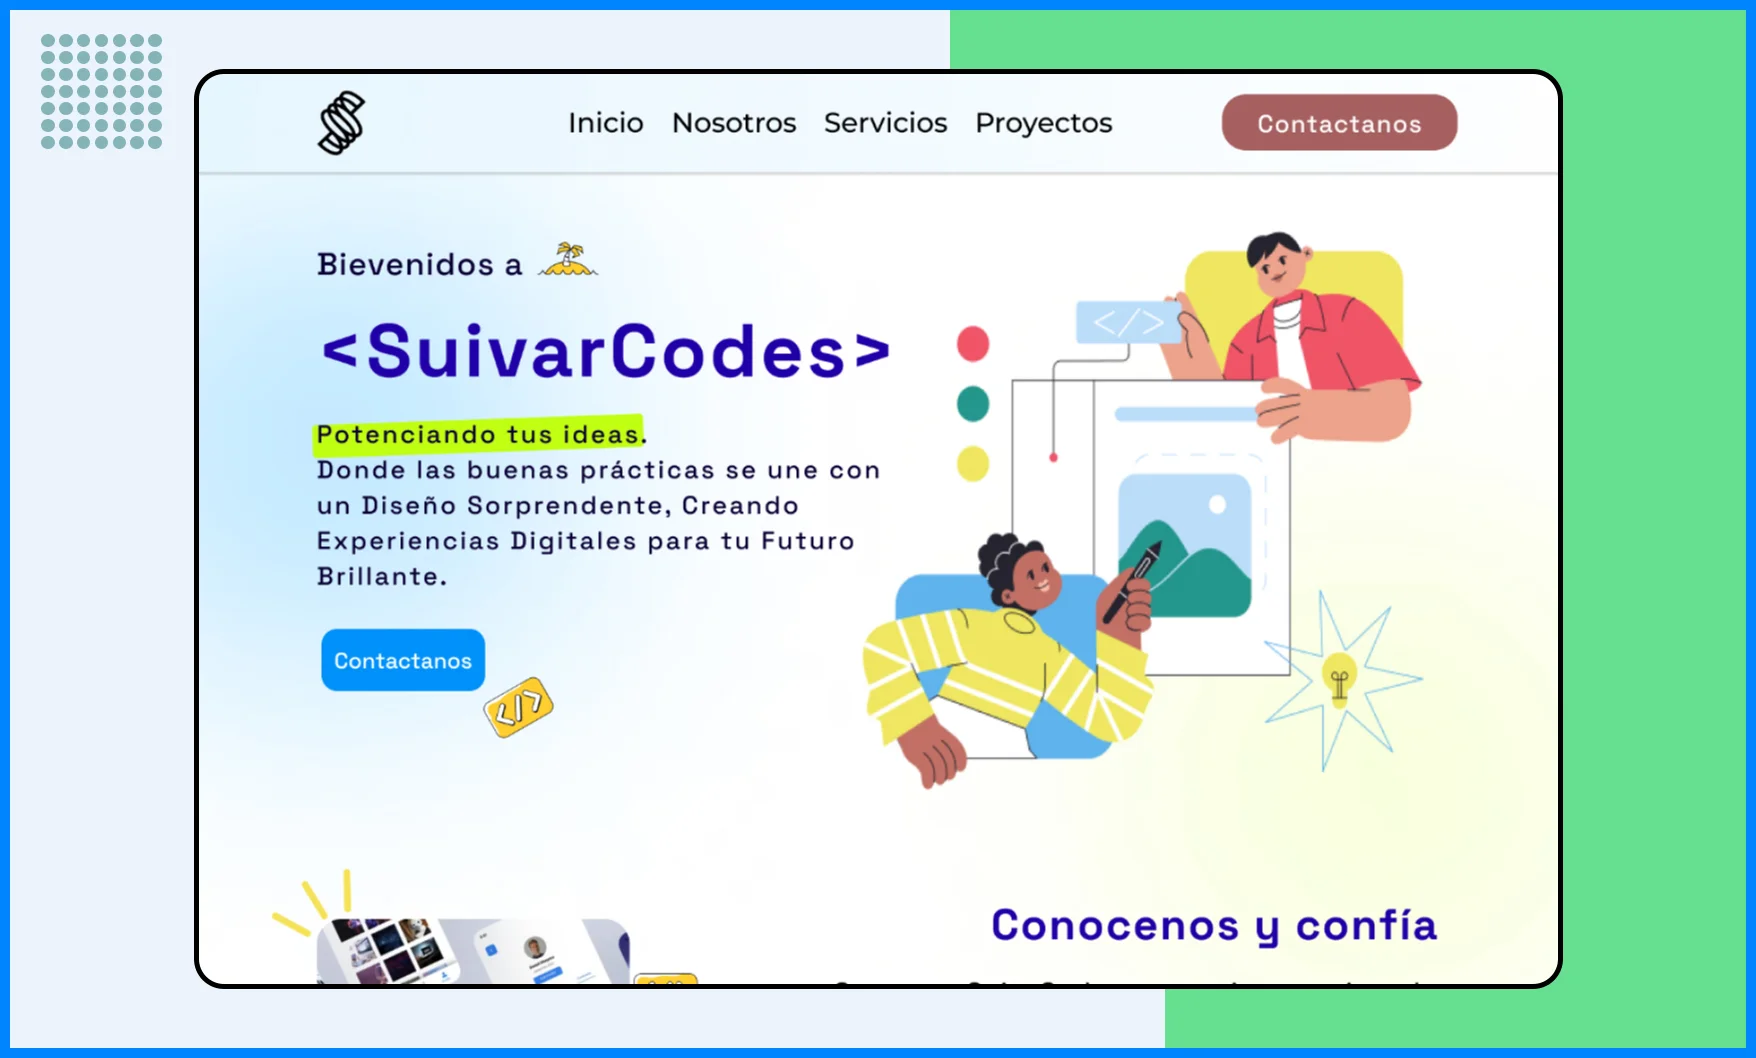 Inicio Nosotros Servicios Proyectos Contactanos
Bievenidos a
<SuivarCodes>
Potenciando tus ideas.
Donde las buenas prácticas se une con
un Diseño Sorprendente, Creando
Experiencias Digitales para tu Futuro
Brillante.
Contactanos
</>
</>
Conocenos y confía